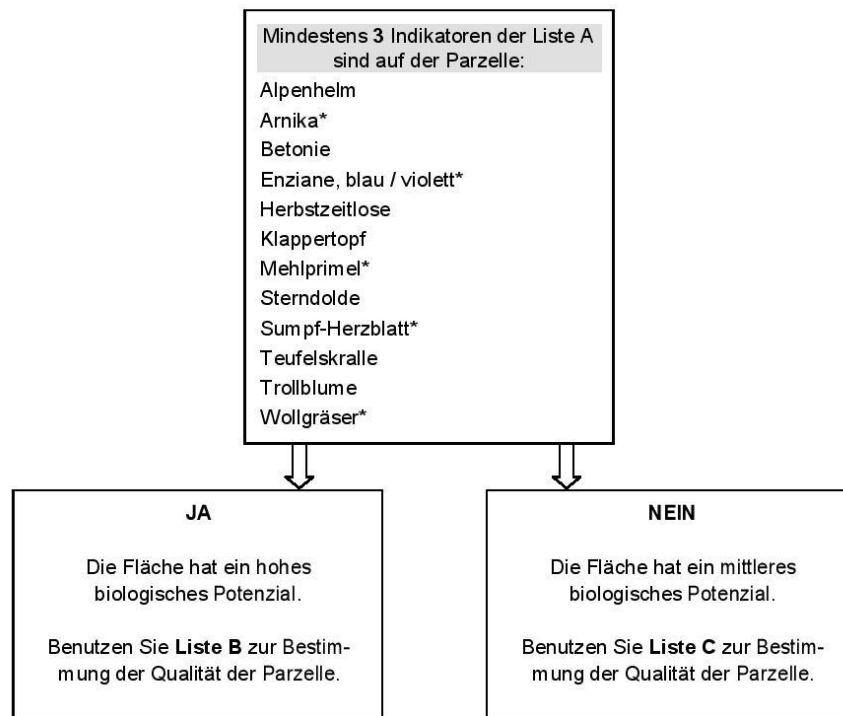 Mindestens 3 Indikatoren der Liste A
sind auf der Parzelle:
Alpenhelm
Arnika*
Betonie
Enziane, blau / violett*
Herbstzeitlose
Klappertopf
Mehlprimel*
Sterndolde
Sumpf-Herzblatt*
Teufelskralle
Trollblume
Wollgräser*
JA
Die Fläche hat ein hohes
biologisches Potenzial.
Benutzen Sie Liste B zur Bestim-
mung der Qualität der Parzelle.
NEIN
Die Fläche hat ein mittleres
biologisches Potenzial.
Benutzen Sie Liste C zur Bestim-
mung der Qualität der Parzelle.